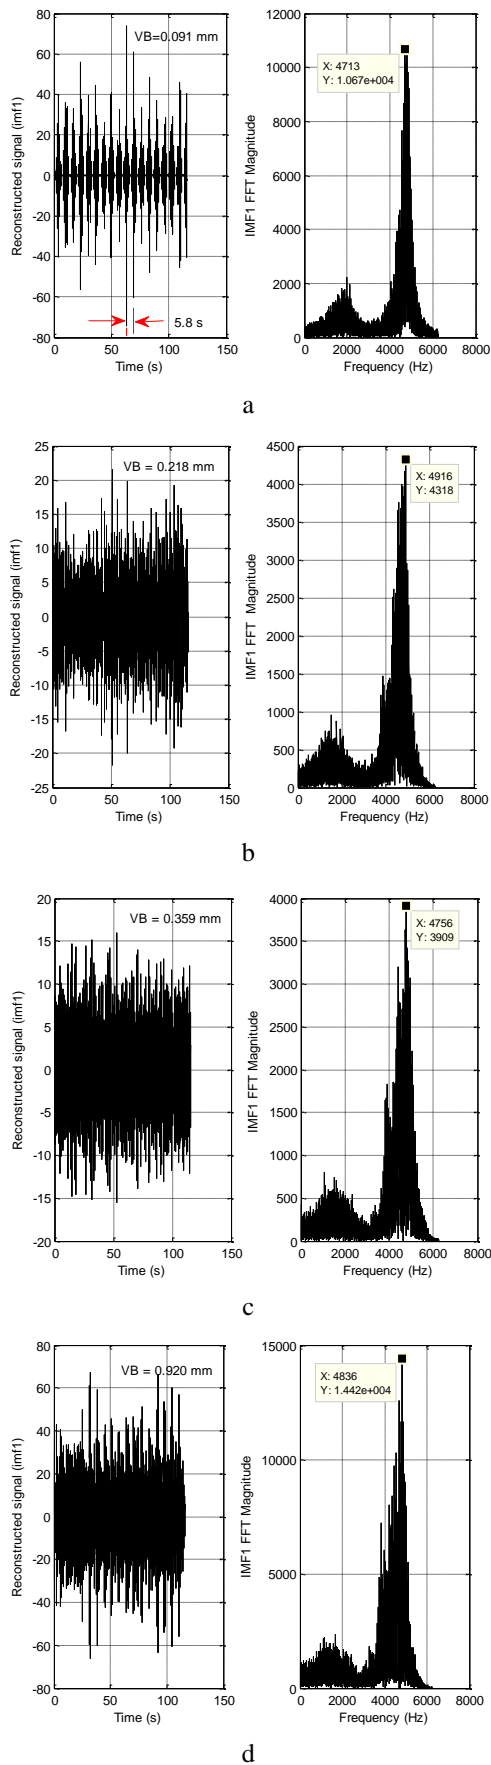 80
60
40
20
0
-20
-40
-60
-80
Reconstructed signal (imf1)
VB=0.091 mm
5.8 s
0 50 100 150
Time (s)
12000
10000
8000
6000
4000
2000
0
IMF1 FFT Magnitude
X: 4713
Y: 1.067e+004
0 2000 4000 6000 8000
Frequency (Hz)
a
25
20
15
10
5
0
-5
-10
-15
-20
-25
Reconstructed signal (imf1)
VB = 0.218 mm
0 50 100 150
Time (s)
4500
4000
3500
3000
2500
2000
1500
1000
500
0
IMF1 FFT Magnitude
X: 4916
Y: 4318
0 2000 4000 6000 8000
Frequency (Hz)
b
20
15
10
5
0
-5
-10
-15
-20
Reconstructed signal (imf1)
VB = 0.359 mm
0 50 100 150
Time (s)
4000
3500
3000
2500
2000
1500
1000
500
0
IMF1 FFT Magnitude
X: 4756
Y: 3909
0 2000 4000 6000 8000
Frequency (Hz)
c
80
60
40
20
0
-20
-40
-60
-80
Reconstructed signal (imf1)
VB = 0.920 mm
0 50 100 150
Time (s)
15000
10000
5000
0
IMF1 FFT Magnitude
X: 4836
Y: 1.442e+004
0 2000 4000 6000 8000
Frequency (Hz)
d